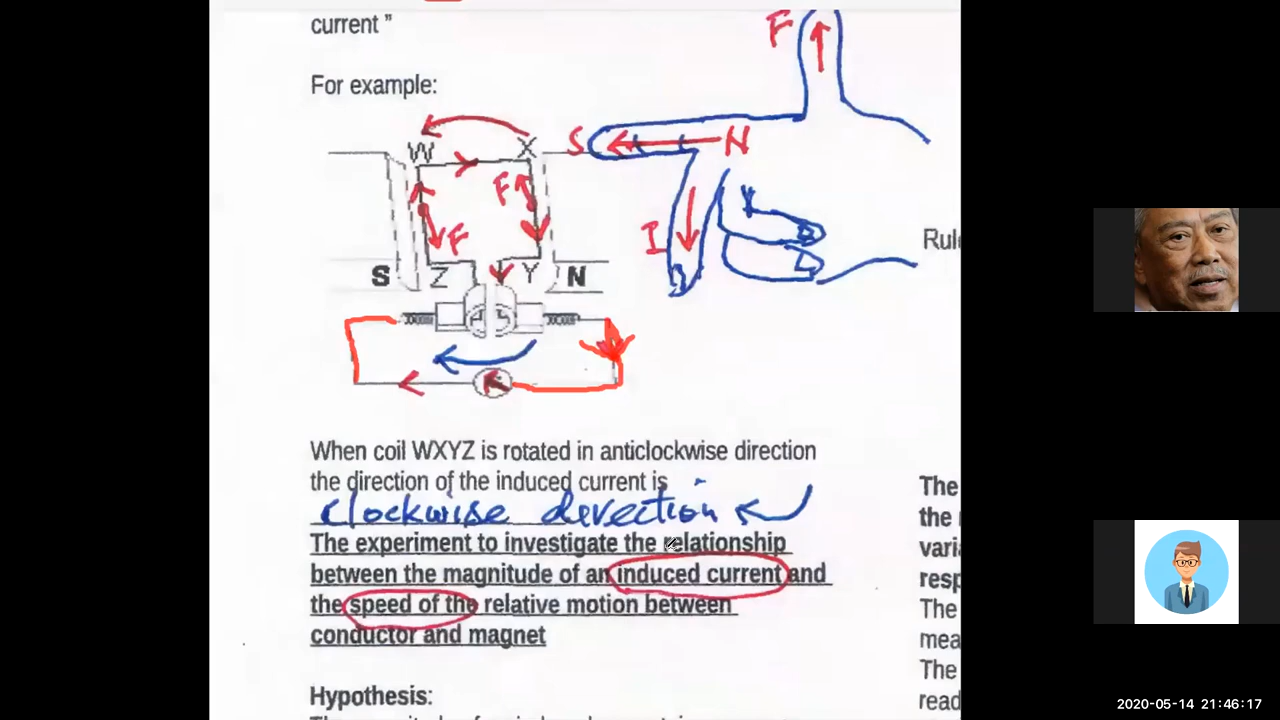 current ”
For example:
F
W X
S N
F
F
I
S Z Y N
Rule
When coil WXYZ is rotated in anticlockwise direction
the direction of the induced current is
clockwise direction
The experiment to investigate the relationship
between the magnitude of an induced current and
the speed of the relative motion between
conductor and magnet
Hypothesis:
The
the
vari
resp
The
mea
The
read
2020-05-14 21:46:17